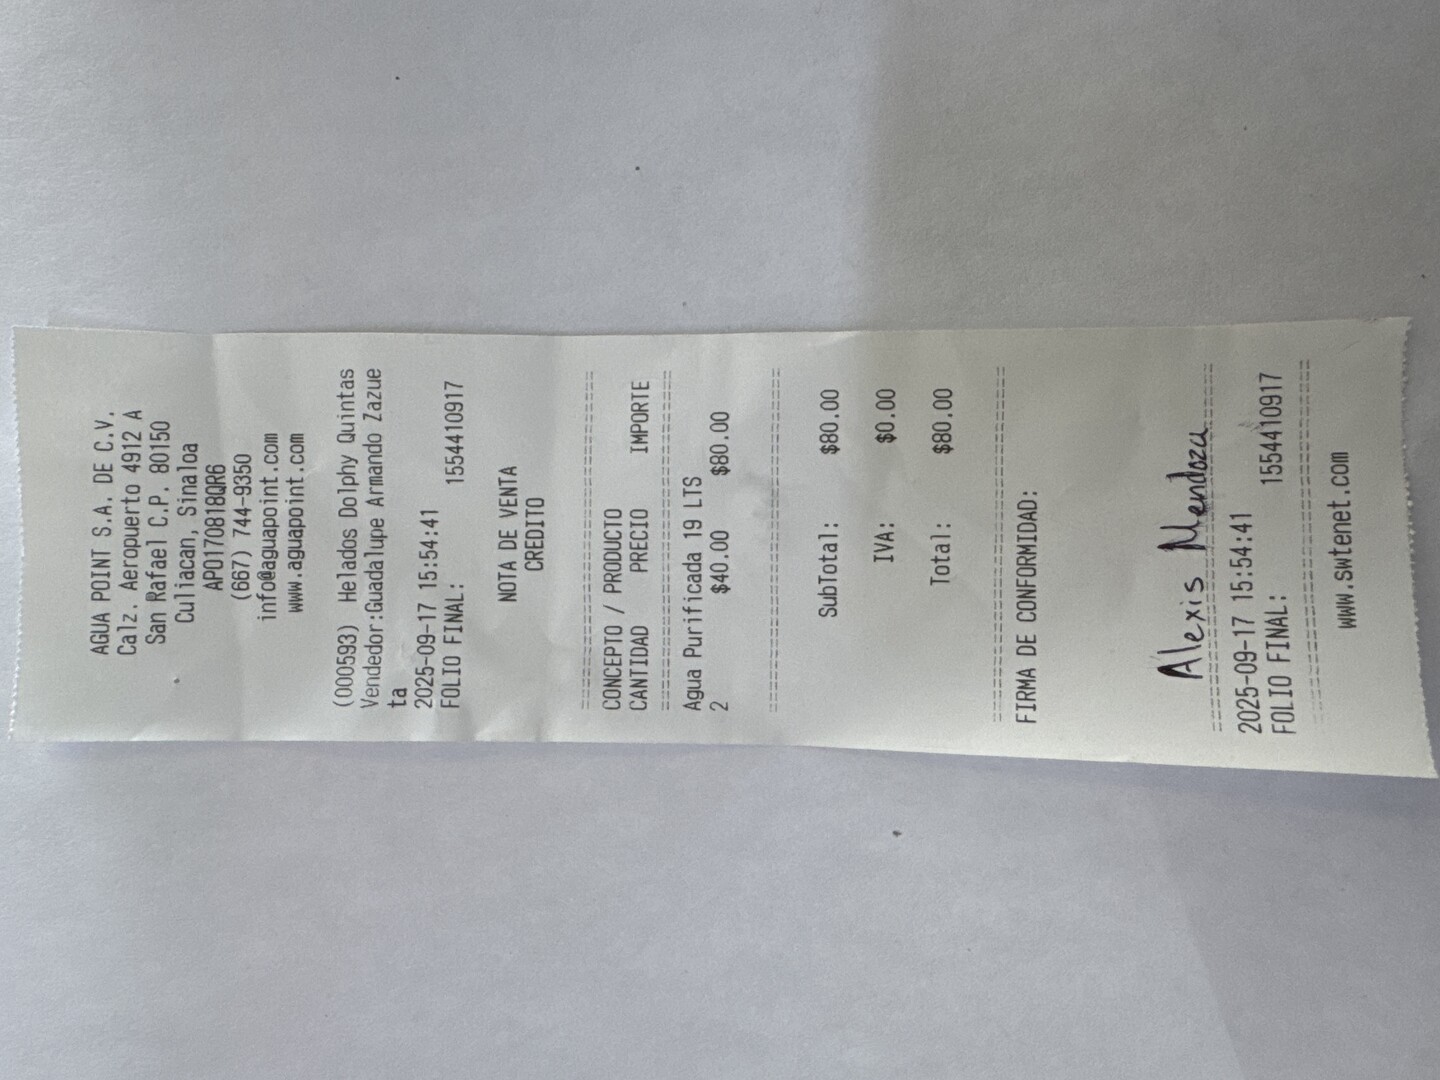 AGUA POINT S.A. DE C.V.
Calz. Aeropuerto 4912 A
San Rafael C.P. 80150
Culiacan, Sinaloa
APO170818QR6
(667) 744-9350
info@aguapoint.com
www.aguapoint.com
(000593) Helados Dolphy Quintas
Vendedor:Guadalupe Armando Zazue
ta
2025-09-17 15:54:41
FOLIO FINAL: 1554410917
NOTA DE VENTA
CREDITO
================================
CONCEPTO / PRODUCTO
CANTIDAD PRECIO IMPORTE
================================
Agua Purificada 19 LTS
2 $40.00 $80.00
================================
SubTotal: $80.00
IVA: $0.00
Total: $80.00
================================
FIRMA DE CONFORMIDAD:
Alexis Mendoza
================================
2025-09-17 15:54:41
FOLIO FINAL: 1554410917
================================
www.swtenet.com